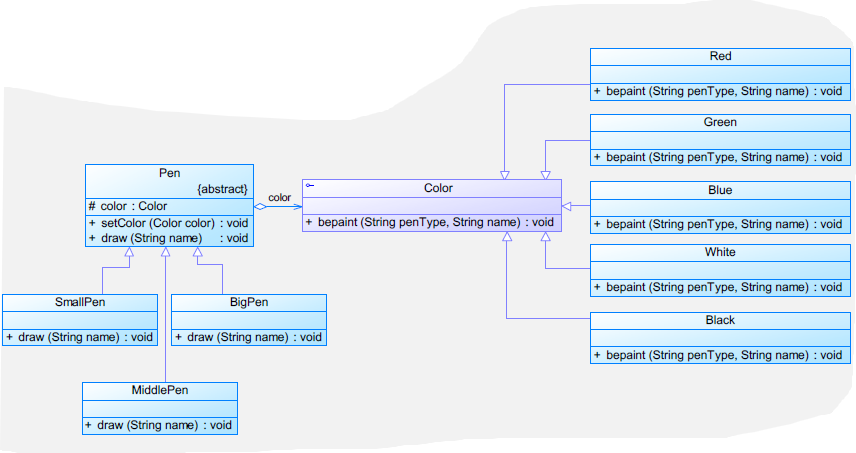 Pen
{abstract}
# color : Color
+ setColor (Color color) : void
+ draw (String name) : void
color
Color
+ bepaint (String penType, String name) : void
Red
+ bepaint (String penType, String name) : void
Green
+ bepaint (String penType, String name) : void
Blue
+ bepaint (String penType, String name) : void
White
+ bepaint (String penType, String name) : void
Black
+ bepaint (String penType, String name) : void
SmallPen
+ draw (String name) : void
BigPen
+ draw (String name) : void
MiddlePen
+ draw (String name) : void